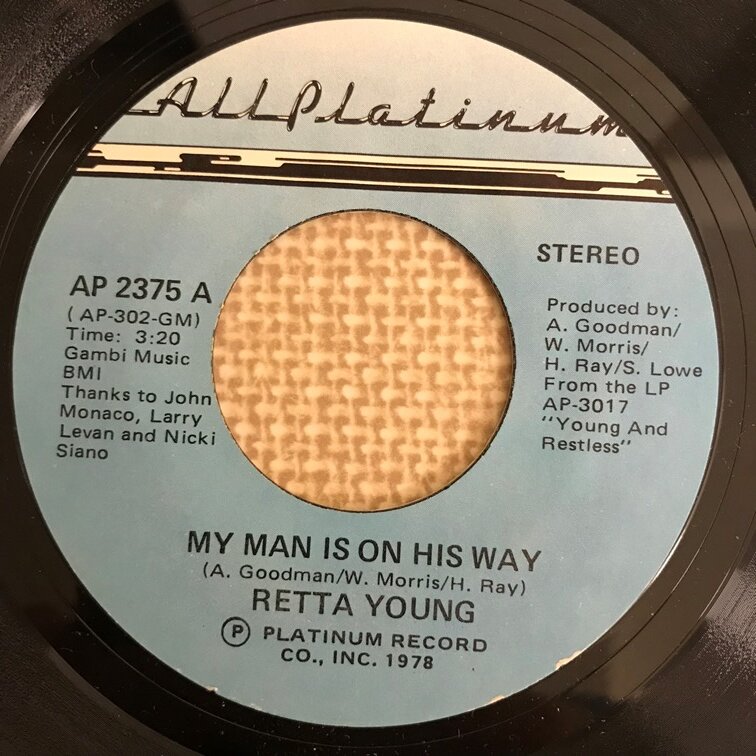 All Platinum
STEREO
AP 2375 A
(AP-302-GM)
Time: 3:20
Gambi Music
BMI
Thanks to John
Monaco, Larry
Levan and Nicki
Siano
Produced by:
A. Goodman/
W. Morris/
H. Ray/S. Lowe
From the LP
AP-3017
"Young And
Restless"
MY MAN IS ON HIS WAY
(A. Goodman/W. Morris/H. Ray)
RETTA YOUNG
Ⓟ PLATINUM RECORD
CO., INC. 1978